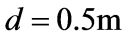 d = 0.5m